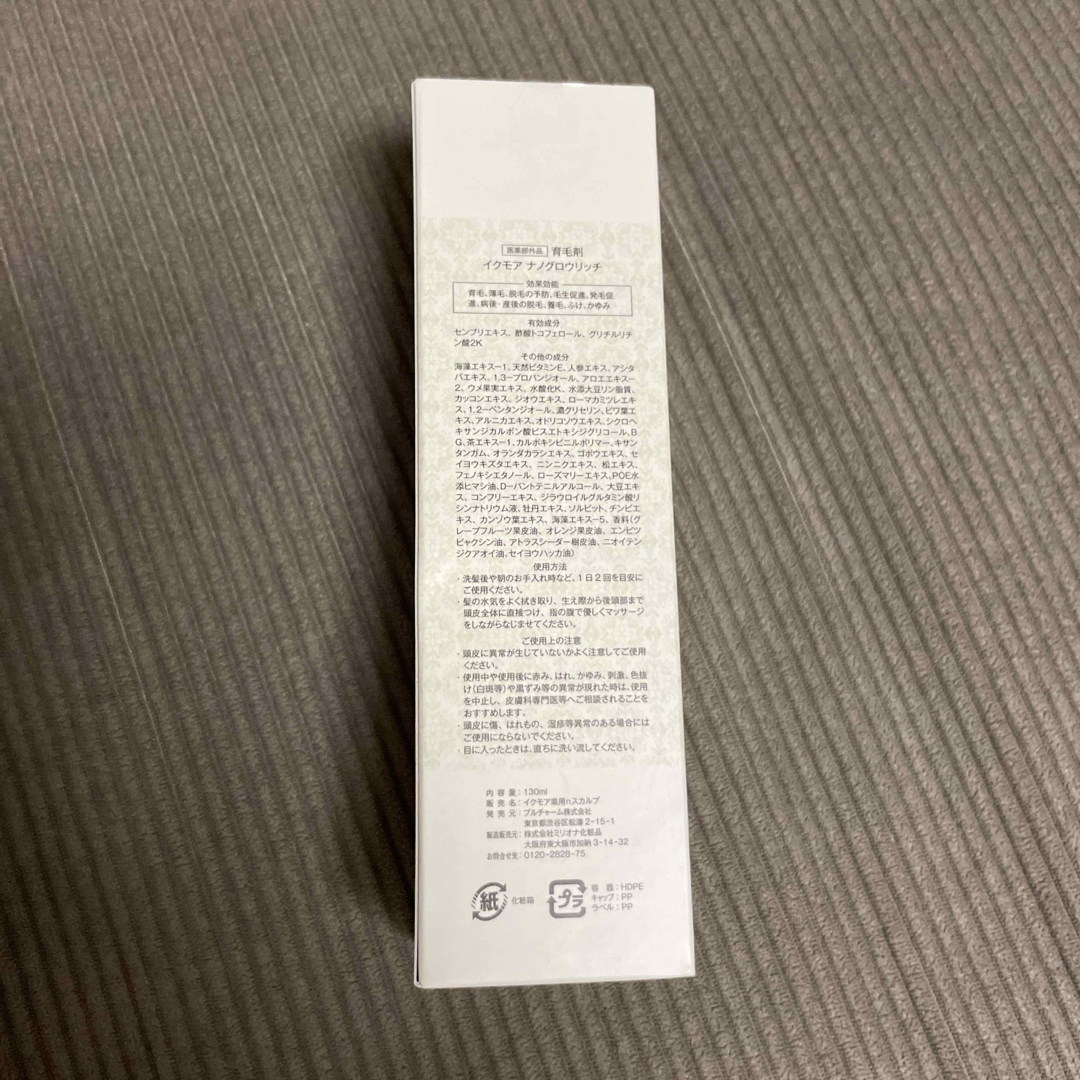 医薬部外品 育毛剤
イクモア ナノグロウリッチ
効果効能
育毛、薄毛、脱毛の予防、毛生促進、発毛促
進、病後・産後の脱毛、養毛、ふけ、かゆみ
有効成分
センブリエキス、酢酸トコフェロール、グリチルリチ
ン酸2K
その他の成分
海藻エキス－1、天然ビタミンE、人参エキス、アシタ
バエキス、1,3－プロパンジオール、アロエエキス－
2、ウメ果実エキス、水酸化K、水添大豆リン脂質、
カッコンエキス、ジオウエキス、ローマカミツレエキ
ス、1,2－ペンタンジオール、濃グリセリン、ビワ葉エ
キス、アルニカエキス、オドリコソウエキス、シクロヘ
キサンジカルボン酸ビスエトキシジグリコール、B
G、茶エキス－1、カルボキシビニルポリマー、キサン
タンガム、オランダカラシエキス、ゴボウエキス、セ
イヨウキズタエキス、ニンニクエキス、松エキス、
フェノキシエタノール、ローズマリーエキス、POE水
添ヒマシ油、D－パントテニルアルコール、大豆エキ
ス、コンフリーエキス、ジラウロイルグルタミン酸リ
シンナトリウム液、牡丹エキス、ソルビット、チンピエ
キス、カンゾウ葉エキス、海藻エキス－5、香料（グ
レープフルーツ果皮油、オレンジ果皮油、エンピツ
ビャクシン油、アトラスシーダー樹皮油、ニオイテン
ジクアオイ油、セイヨウハッカ油）
使用方法
・洗髪後や朝のお手入れ時など、1日2回を目安に
ご使用ください。
・髪の水気をよく拭き取り、生え際から後頭部まで
頭皮全体に直接つけ、指の腹で優しくマッサージ
をしながらなじませてください。
ご使用上の注意
・頭皮に異常が生じていないかよく注意してご使用
ください。
・使用中や使用後に赤み、はれ、かゆみ、刺激、色抜
け（白斑等）や黒ずみ等の異常が現れた時は、使用
を中止し、皮膚科専門医等へご相談されることを
おすすめします。
・頭皮に傷、はれもの、湿疹等異常のある場合には
ご使用にならないでください。
・目に入ったときは、直ちに洗い流してください。
内容量：130ml
販売名：イクモア薬用nスカルプ
発売元：プルチャーム株式会社
東京都渋谷区松濤2-15-1
製造販売元：株式会社ミリオナ化粧品
大阪府東大阪市加納3-14-32
お問合せ先：0120-2828-75
紙 化粧箱
プラ 容器：HDPE
キャップ：PP
ラベル：PP